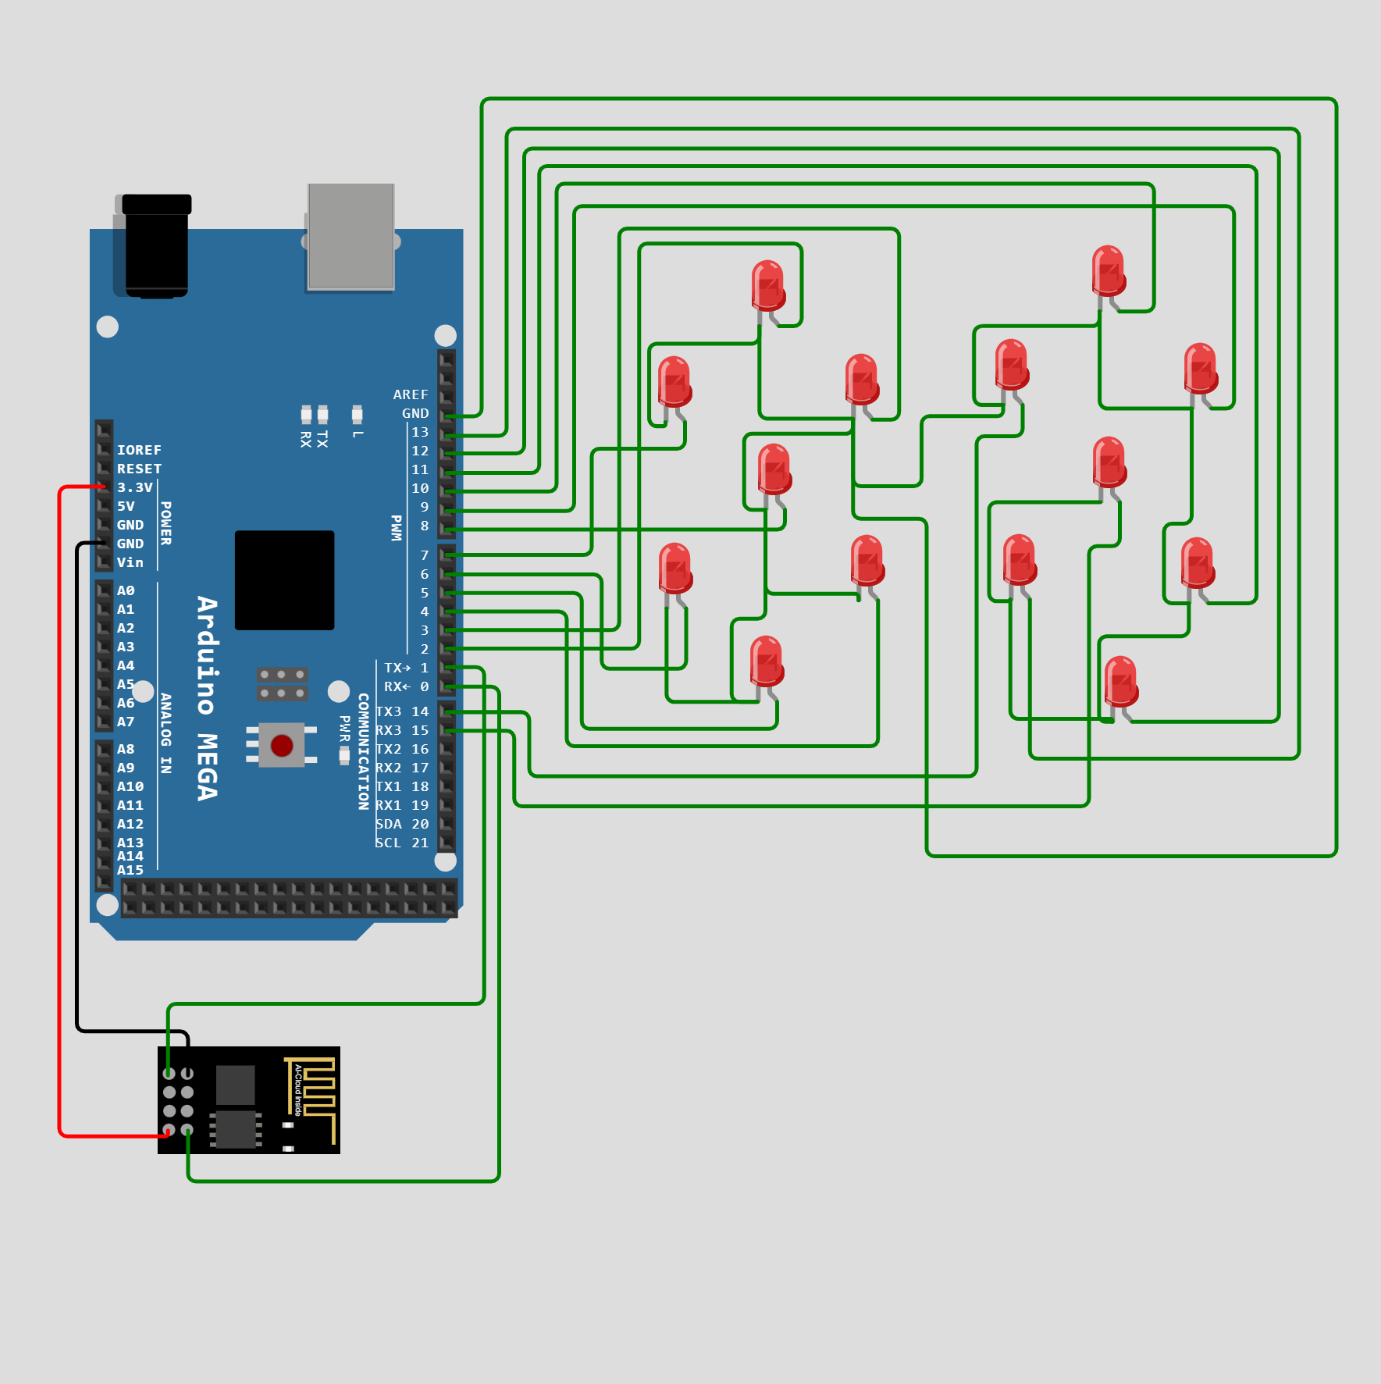 AREF
GND
13
12
11
10
9
8
7
6
5
4
3
2
TX→ 1
RX← 0
TX3 14
RX3 15
TX2 16
RX2 17
TX1 18
RX1 19
SDA 20
SCL 21
PWM
COMMUNICATION
RX
TX
L
PWR
IOREF
RESET
3.3V
5V
GND
GND
Vin
POWER
A0
A1
A2
A3
A4
A5
A6
A7
A8
A9
A10
A11
A12
A13
A14
A15
ANALOG IN
Arduino MEGA
AI-Cloud Inside